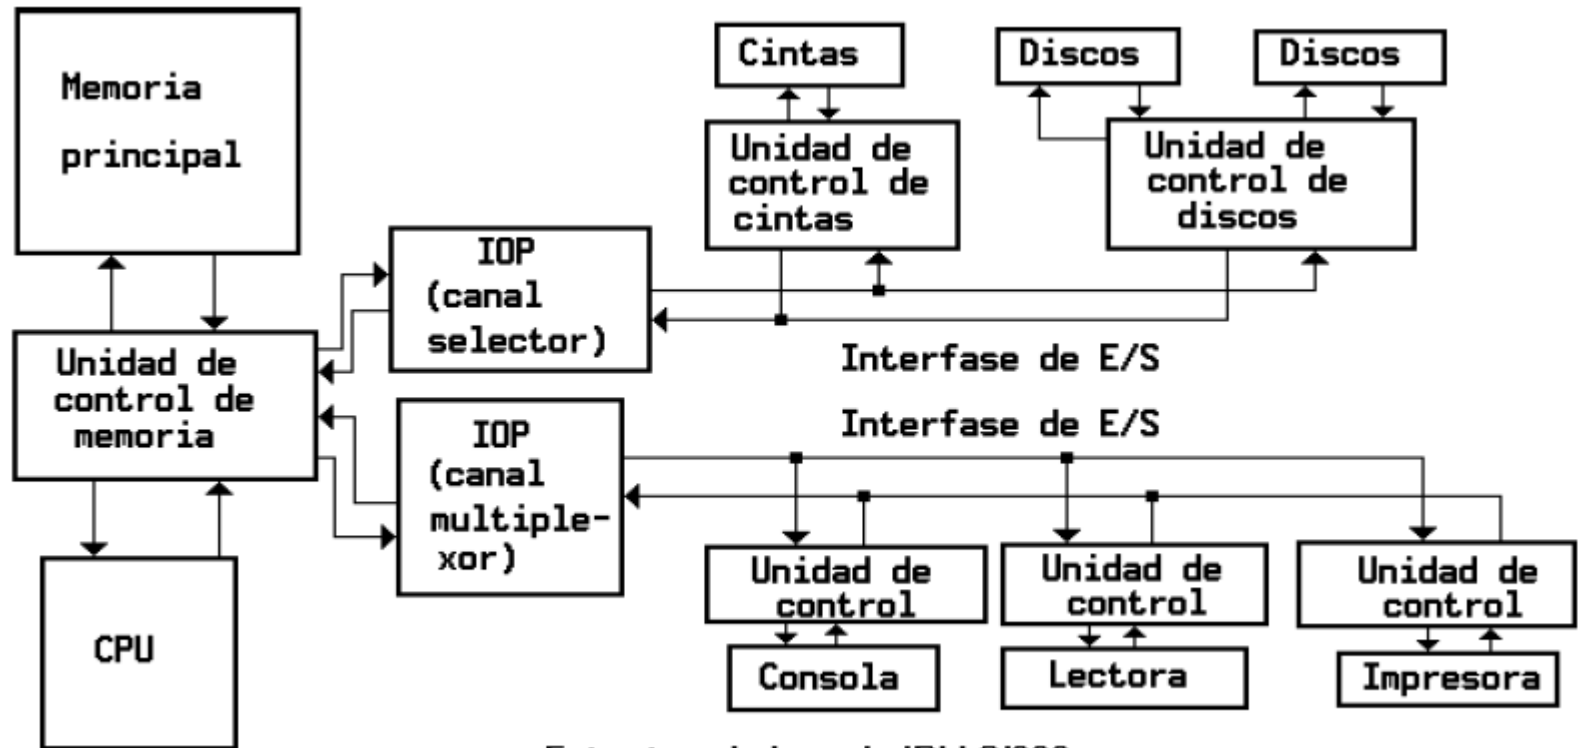 Memoria
principal
Cintas
Discos
Discos
Unidad de
control de
cintas
Unidad de
control de
discos
IOP
(canal
selector)
Unidad de
control de
memoria
Interfase de E/S
Interfase de E/S
IOP
(canal
multiple-
xor)
Unidad de
control
Unidad de
control
Unidad de
control
CPU
Consola
Lectora
Impresora